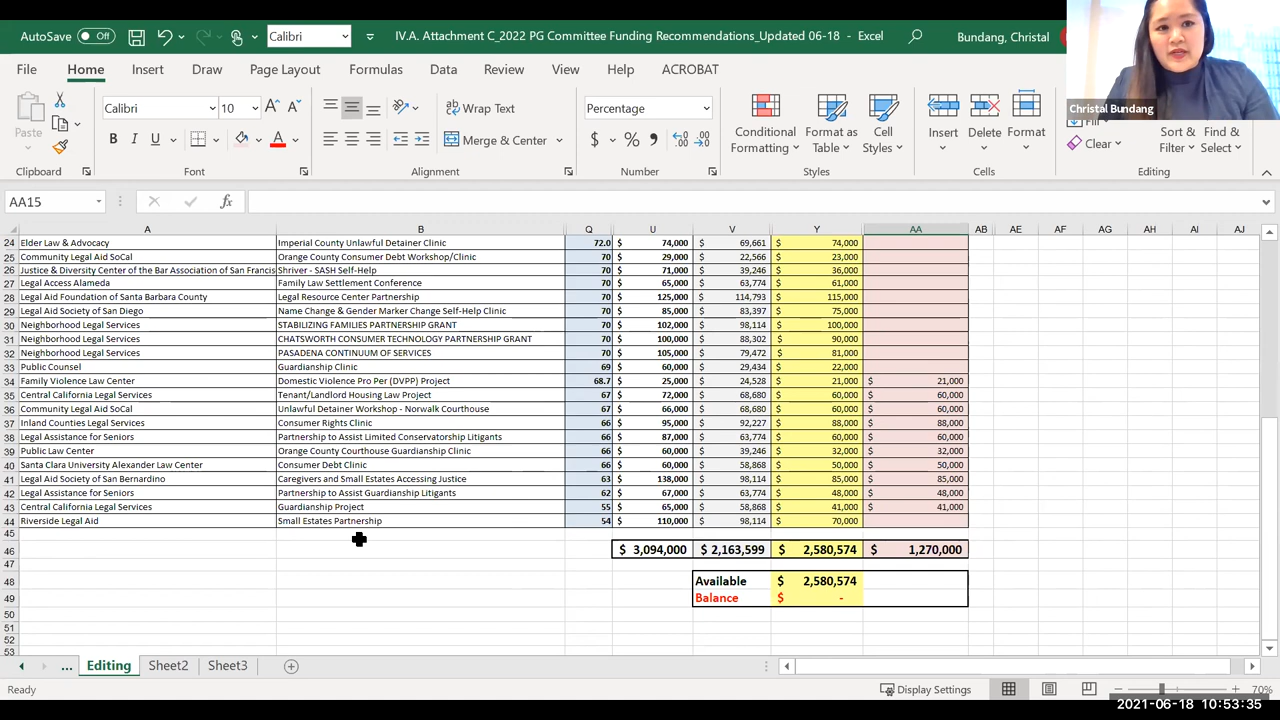 AutoSave Off Calibri IV.A. Attachment C_2022 PG Committee Funding Recommendations_Updated 06-18 - Excel Bundang, Christal
File Home Insert Draw Page Layout Formulas Data Review View Help ACROBAT
Christal Bundang
Paste Calibri 10 A A Wrap Text Percentage Conditional Formatting Format as Table Cell Styles Insert Delete Format Fill Sort & Filter Find & Select
B I U A Merge & Center $ % , Clear
Clipboard Font Alignment Number Styles Cells Editing
AA15 fx
A B Q U V Y AA AB AE AF AG AH AI AJ
24 Elder Law & Advocacy Imperial County Unlawful Detainer Clinic 72.0 $ 74,000 $ 69,661 $ 74,000
25 Community Legal Aid SoCal Orange County Consumer Debt Workshop/Clinic 70 $ 29,000 $ 22,566 $ 23,000
26 Justice & Diversity Center of the Bar Association of San Francis Shriver - SASH Self-Help 70 $ 71,000 $ 39,246 $ 36,000
27 Legal Access Alameda Family Law Settlement Conference 70 $ 65,000 $ 63,774 $ 61,000
28 Legal Aid Foundation of Santa Barbara County Legal Resource Center Partnership 70 $ 125,000 $ 114,793 $ 115,000
29 Legal Aid Society of San Diego Name Change & Gender Marker Change Self-Help Clinic 70 $ 85,000 $ 83,397 $ 75,000
30 Neighborhood Legal Services STABILIZING FAMILIES PARTNERSHIP GRANT 70 $ 102,000 $ 98,114 $ 100,000
31 Neighborhood Legal Services CHATSWORTH CONSUMER TECHNOLOGY PARTNERSHIP GRANT 70 $ 100,000 $ 88,302 $ 90,000
32 Neighborhood Legal Services PASADENA CONTINUUM OF SERVICES 70 $ 105,000 $ 79,472 $ 81,000
33 Public Counsel Guardianship Clinic 69 $ 60,000 $ 29,434 $ 22,000
34 Family Violence Law Center Domestic Violence Pro Per (DVPP) Project 68.7 $ 25,000 $ 24,528 $ 21,000 $ 21,000
35 Central California Legal Services Tenant/Landlord Housing Law Project 67 $ 72,000 $ 68,680 $ 60,000 $ 60,000
36 Community Legal Aid SoCal Unlawful Detainer Workshop - Norwalk Courthouse 67 $ 66,000 $ 68,680 $ 60,000 $ 60,000
37 Inland Counties Legal Services Consumer Rights Clinic 66 $ 95,000 $ 92,227 $ 88,000 $ 88,000
38 Legal Assistance for Seniors Partnership to Assist Limited Conservatorship Litigants 66 $ 87,000 $ 63,774 $ 60,000 $ 60,000
39 Public Law Center Orange County Courthouse Guardianship Clinic 66 $ 60,000 $ 39,246 $ 32,000 $ 32,000
40 Santa Clara University Alexander Law Center Consumer Debt Clinic 66 $ 60,000 $ 58,868 $ 50,000 $ 50,000
41 Legal Aid Society of San Bernardino Caregivers and Small Estates Accessing Justice 63 $ 138,000 $ 98,114 $ 85,000 $ 85,000
42 Legal Assistance for Seniors Partnership to Assist Guardianship Litigants 62 $ 67,000 $ 63,774 $ 48,000 $ 48,000
43 Central California Legal Services Guardianship Project 55 $ 65,000 $ 58,868 $ 41,000 $ 41,000
44 Riverside Legal Aid Small Estates Partnership 54 $ 110,000 $ 98,114 $ 70,000
45
46 $ 3,094,000 $ 2,163,599 $ 2,580,574 $ 1,270,000
47
48 Available $ 2,580,574
49 Balance $ -
50
51
52
53
... Editing Sheet2 Sheet3
Ready Display Settings 70%
2021-06-18 10:53:35